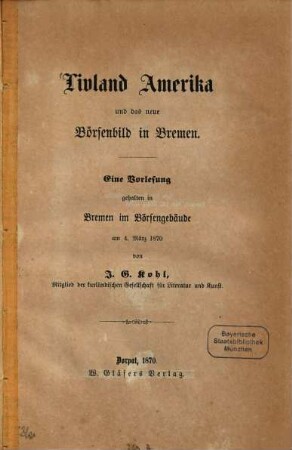 Livland Amerika
und das neue
Börsenbild in Bremen.
Eine Vorlesung
gehalten in
Bremen im Börsengebäude
am 4. März 1870
von
J. G. Kohl,
Mitglied der kurländischen Gesellschaft für Literatur und Kunst.
Dorpat, 1870.
W. Gläsers Verlag.
Bayerische
Staatsbibliothek
München